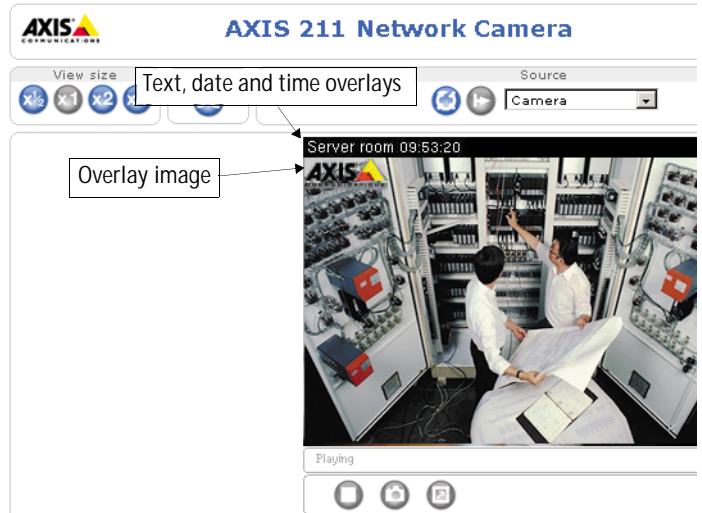 AXIS
COMMUNICATIONS
AXIS 211 Network Camera
View size
Source
x½
x1
x2
Text, date and time overlays
Camera
Server room 09:53:20
AXIS
COMMUNICATIONS
Overlay image
Playing